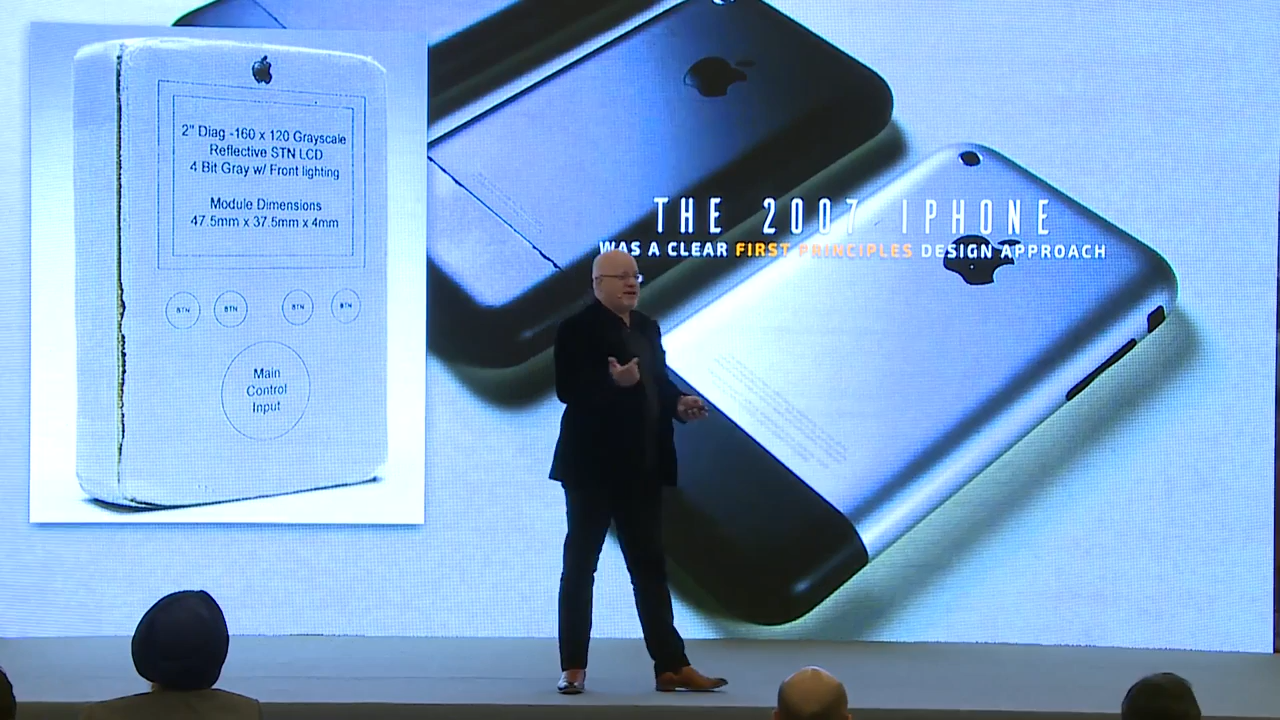 2" Diag -160 x 120 Grayscale
Reflective STN LCD
4 Bit Gray w/ Front lighting
Module Dimensions
47.5mm x 37.5mm x 4mm
BTN BTN BTN BTN
Main
Control
Input
THE 2007 IPHONE
WAS A CLEAR FIRST PRINCIPLES DESIGN APPROACH